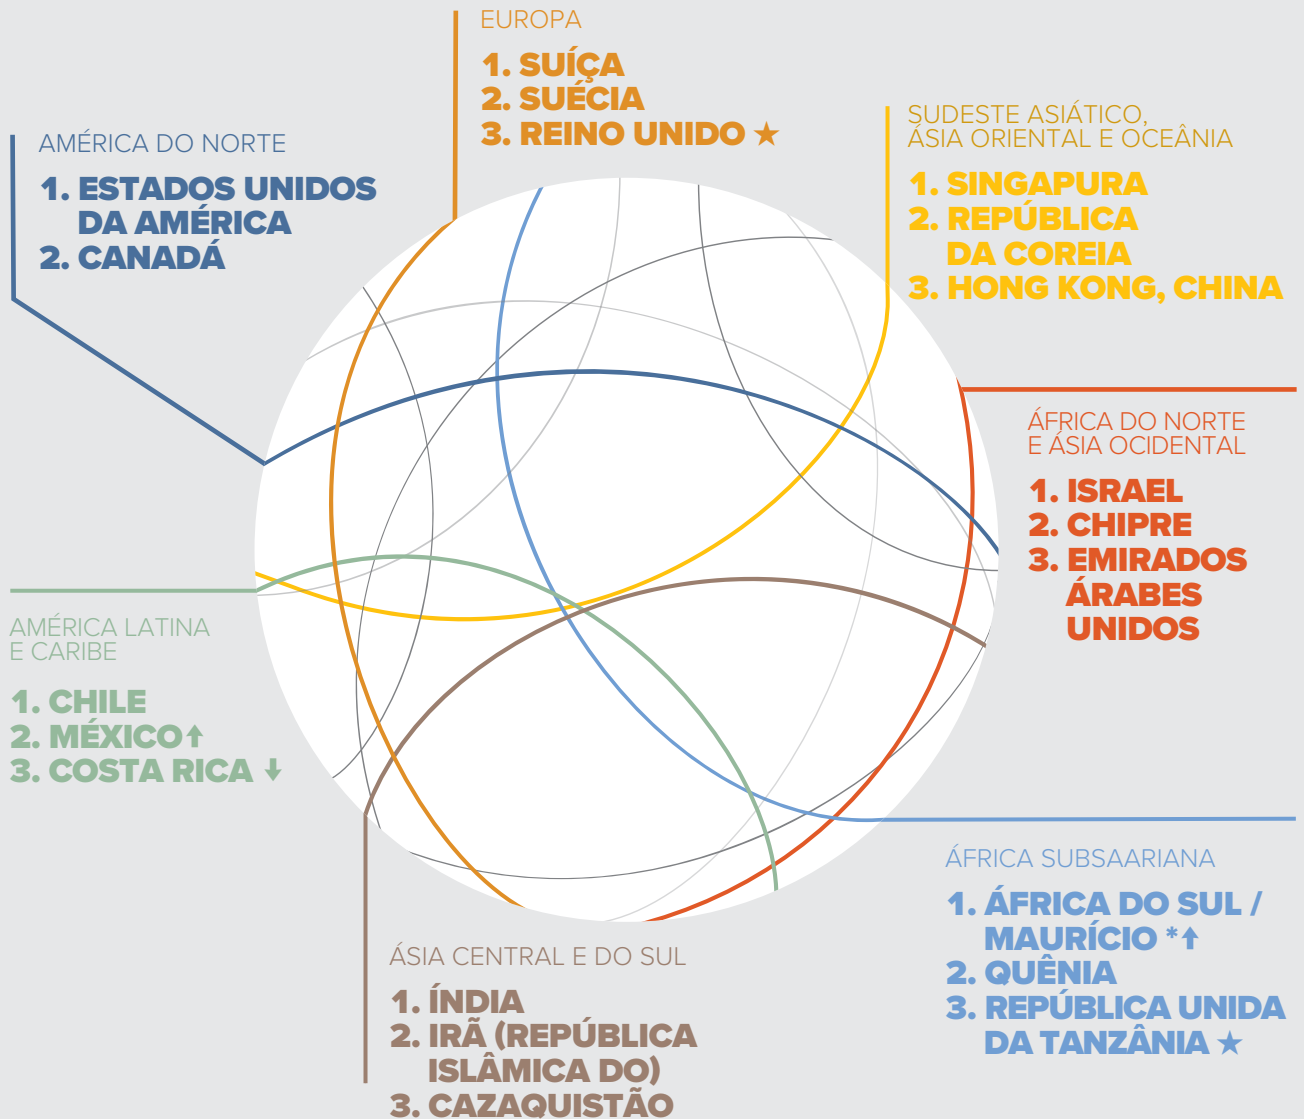 EUROPA
1. SUÍÇA
2. SUÉCIA
3. REINO UNIDO ★
AMÉRICA DO NORTE
1. ESTADOS UNIDOS
DA AMÉRICA
2. CANADÁ
SUDESTE ASIÁTICO,
ÁSIA ORIENTAL E OCEÂNIA
1. SINGAPURA
2. REPÚBLICA
DA COREIA
3. HONG KONG, CHINA
ÁFRICA DO NORTE
E ÁSIA OCIDENTAL
1. ISRAEL
2. CHIPRE
3. EMIRADOS
ÁRABES
UNIDOS
AMÉRICA LATINA
E CARIBE
1. CHILE
2. MÉXICO ↑
3. COSTA RICA ↓
ÁFRICA SUBSAARIANA
1. ÁFRICA DO SUL /
MAURÍCIO *↑
2. QUÊNIA
3. REPÚBLICA UNIDA
DA TANZÂNIA ★
ÁSIA CENTRAL E DO SUL
1. ÍNDIA
2. IRÃ (REPÚBLICA
ISLÂMICA DO)
3. CAZAQUISTÃO